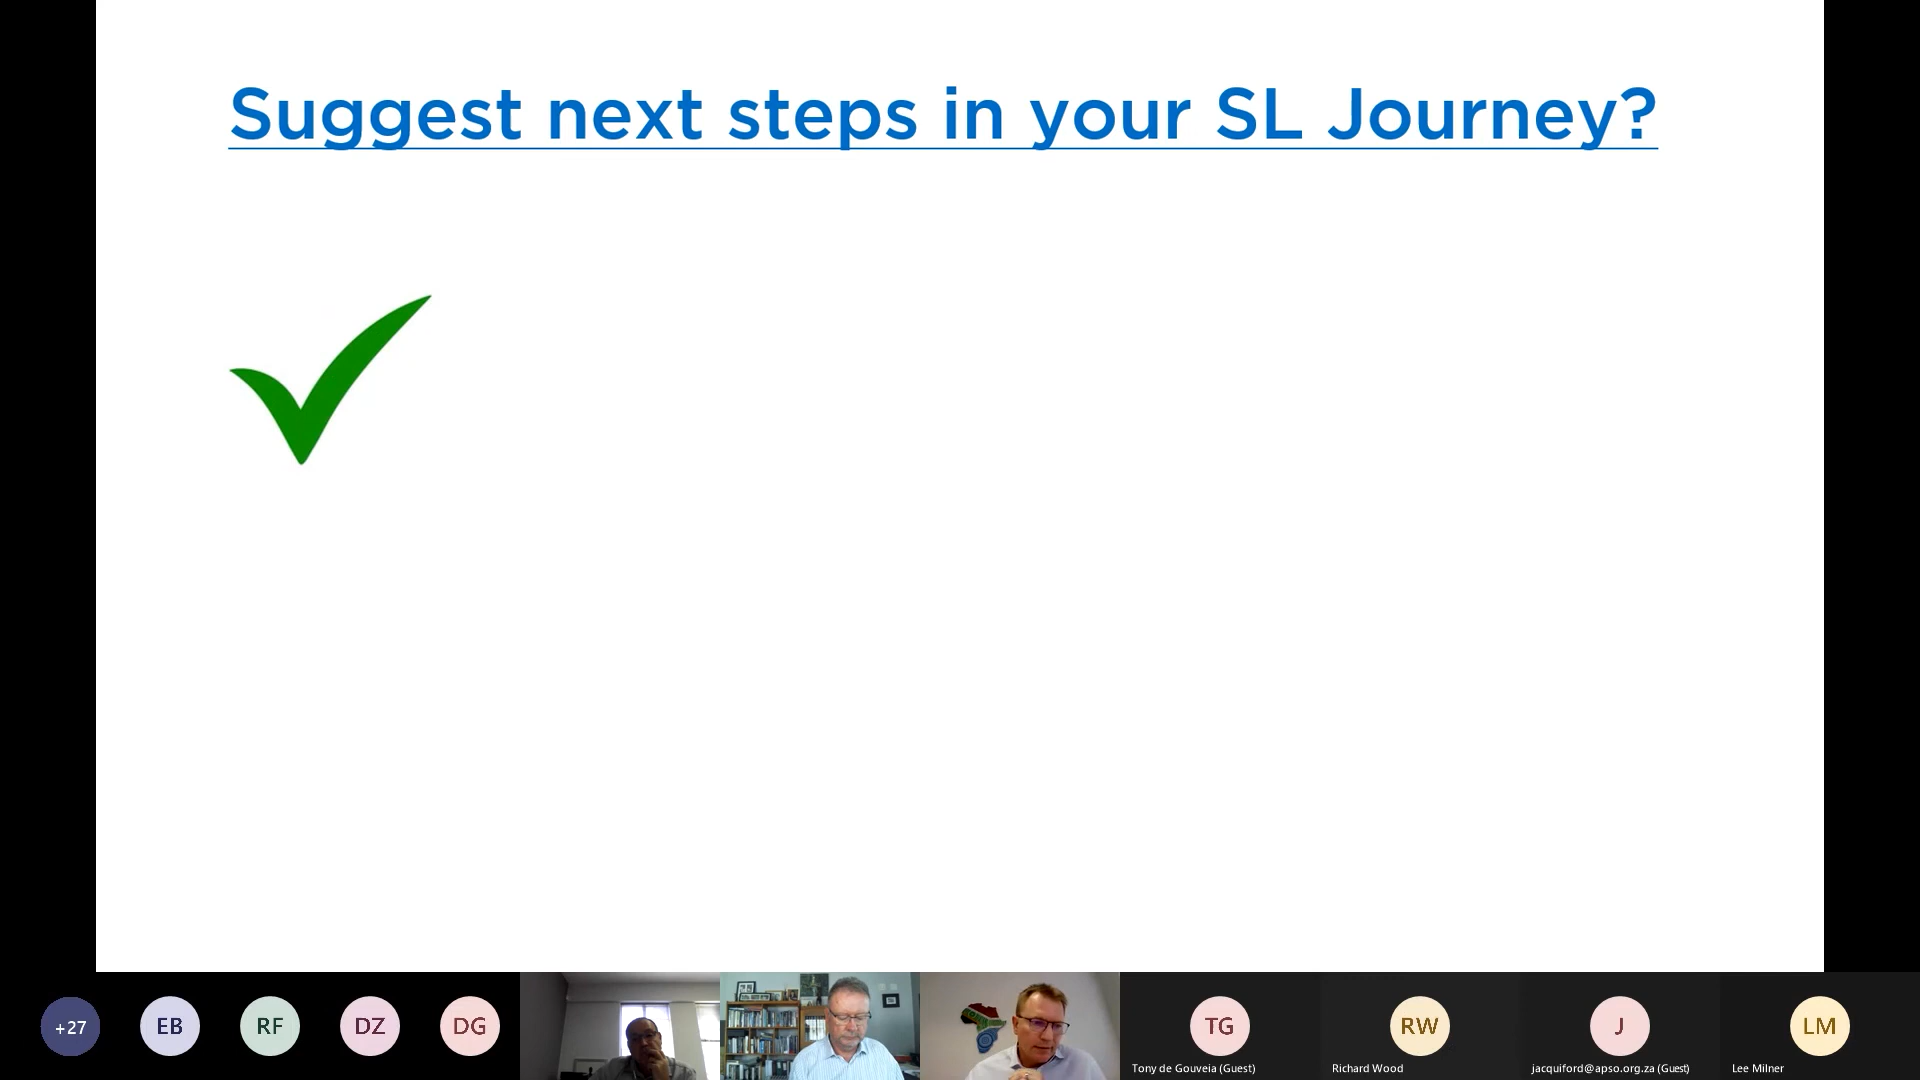 Suggest next steps in your SL Journey?
+27
EB
RF
DZ
DG
TG
RW
J
LM
Tony de Gouveia (Guest)
Richard Wood
jacquiford@apso.org.za (Guest)
Lee Milner